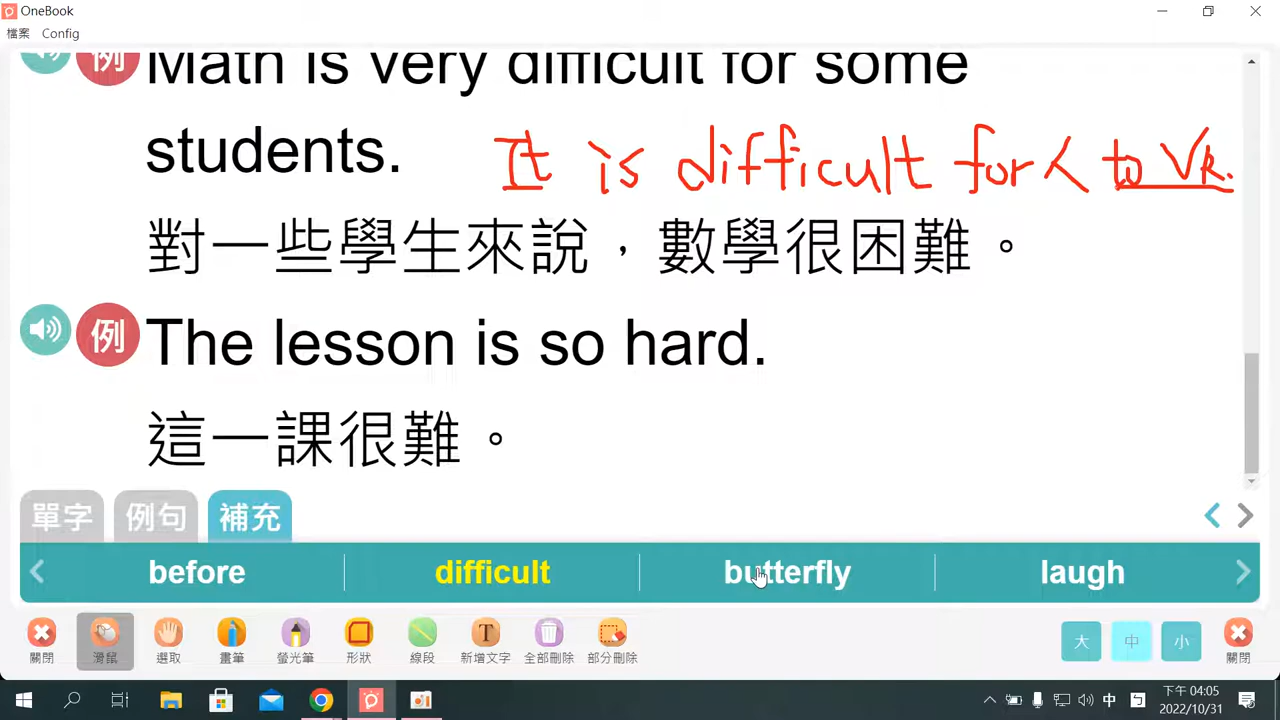 OneBook
檔案 Config
例 Math is very difficult for some
students. It is difficult for人 to VR.
對一些學生來說，數學很困難。
例 The lesson is so hard.
這一課很難。
單字 例句 補充
before difficult butterfly laugh
關閉 滑鼠 選取 畫筆 螢光筆 形狀 線段 新增文字 全部刪除 部分刪除 大 中 小 關閉
中 下午 04:05
2022/10/31